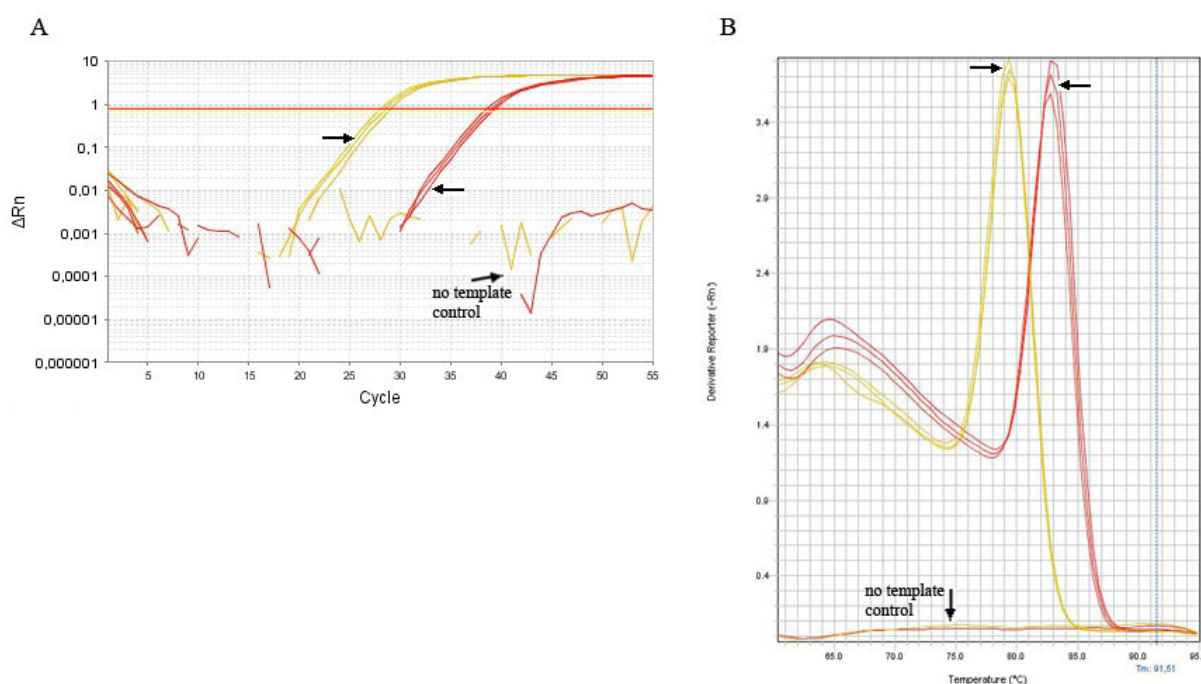 A
10
1
0,1
0,01
0,001
0,0001
0,00001
0,000001
ΔRn
no template
control
5 10 15 20 25 30 35 40 45 50 55
Cycle
B
3.4
2.9
2.4
1.9
1.4
0.9
0.4
Derivative Reporter (-Rn')
no template
control
65.0 70.0 75.0 80.0 85.0 90.0 95.
Tm: 91,51
Temperature (°C)